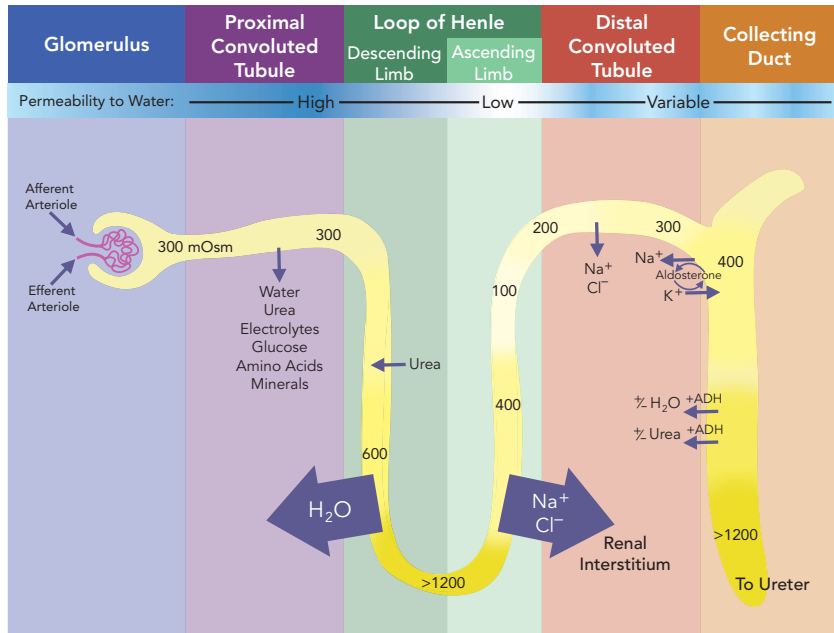 Glomerulus
Proximal
Convoluted
Tubule
Loop of Henle
Descending
Limb
Ascending
Limb
Distal
Convoluted
Tubule
Collecting
Duct
Permeability to Water:
High
Low
Variable
Afferent
Arteriole
Efferent
Arteriole
300 mOsm
300
Water
Urea
Electrolytes
Glucose
Amino Acids
Minerals
Urea
600
H₂O
>1200
400
100
Na⁺
Cl⁻
200
300
Na⁺
Cl⁻
Na⁺
Aldosterone
K⁺
400
+/- H₂O +ADH
+/- Urea +ADH
Renal
Interstitium
>1200
To Ureter